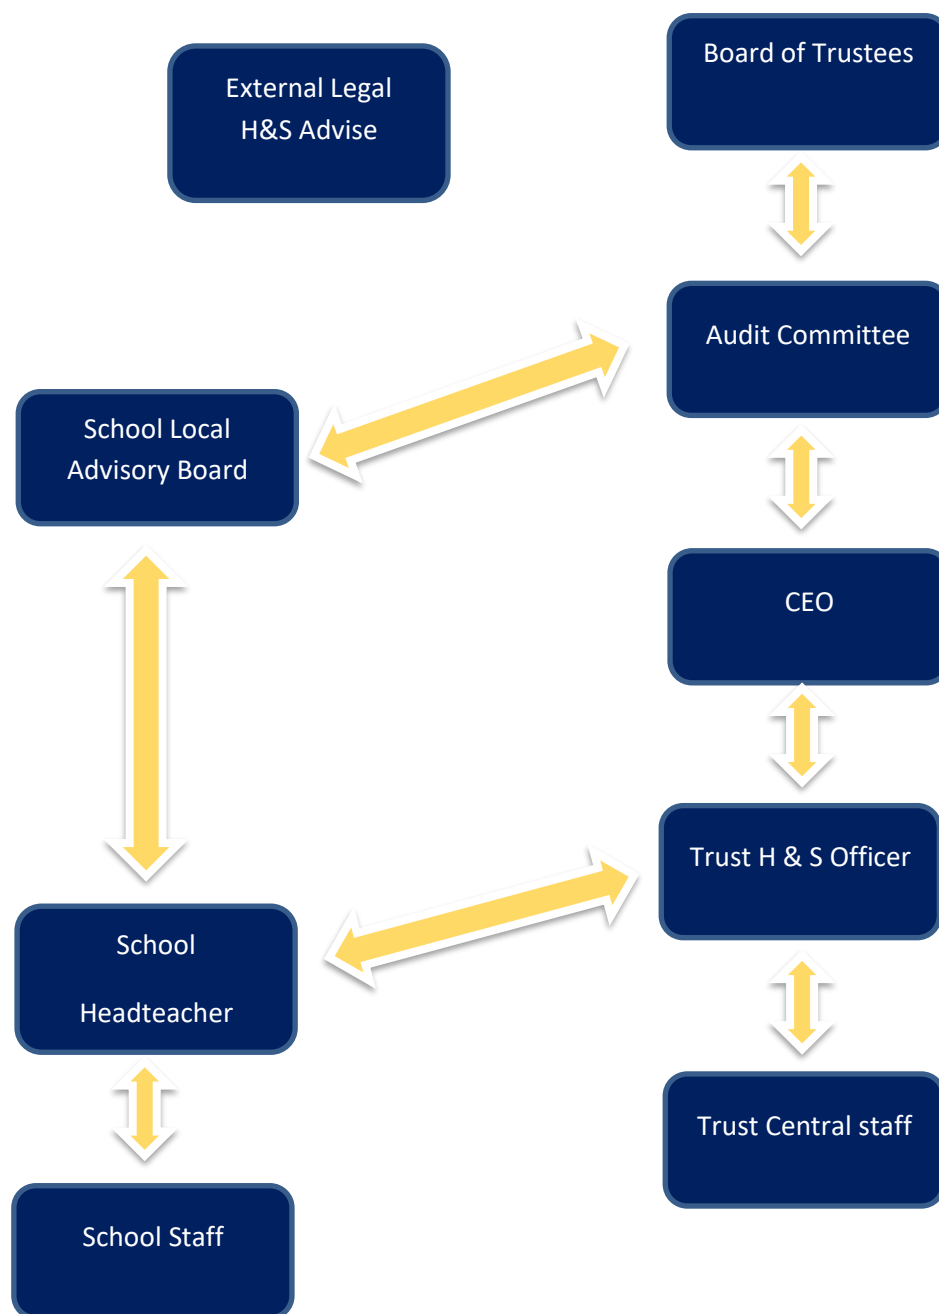 Board of Trustees
External Legal
H&S Advise
Audit Committee
School Local
Advisory Board
CEO
Trust H & S Officer
School
Headteacher
Trust Central staff
School Staff